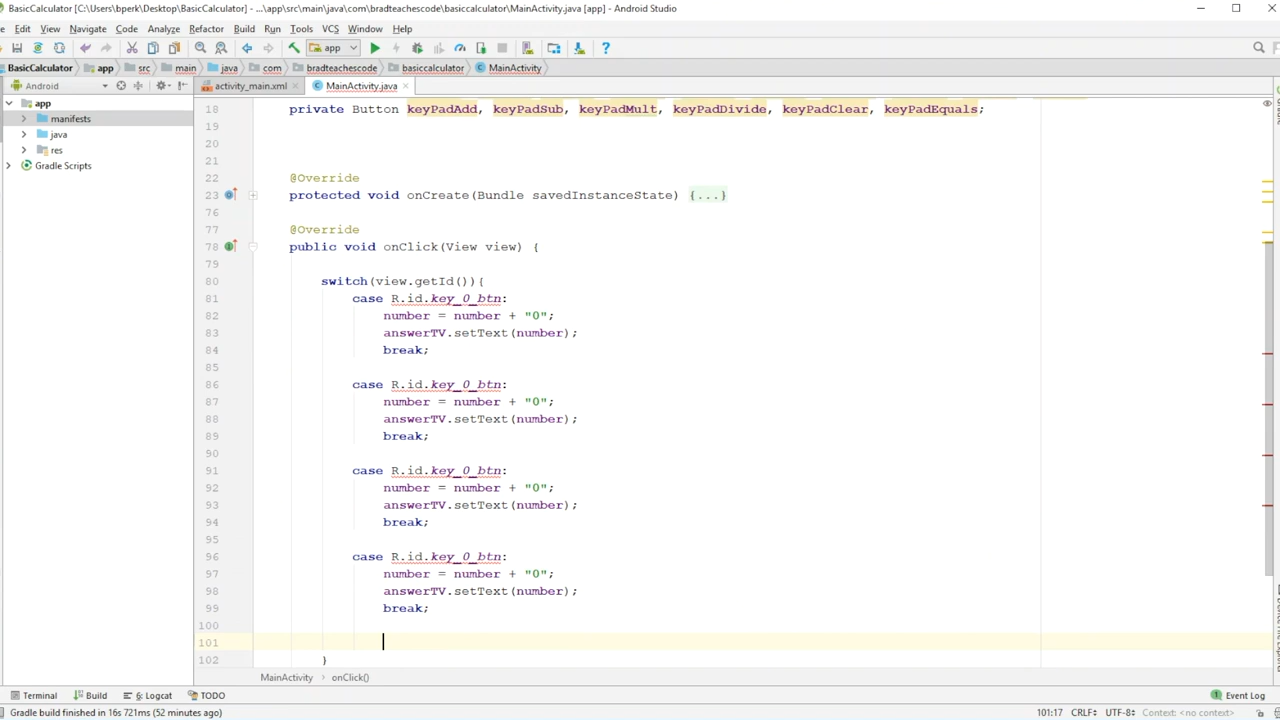 BasicCalculator [C:\Users\bperk\Desktop\BasicCalculator] - ...\app\src\main\java\com\bradteachescode\basiccalculator\MainActivity.java [app] - Android Studio
Edit View Navigate Code Analyze Refactor Build Run Tools VCS Window Help
app
BasicCalculator app src main java com bradteachescode basiccalculator MainActivity
Android activity_main.xml MainActivity.java
app
manifests
java
res
Gradle Scripts
18 private Button keyPadAdd, keyPadSub, keyPadMult, keyPadDivide, keyPadClear, keyPadEquals;
19
20
21
22 @Override
23 protected void onCreate(Bundle savedInstanceState) {...}
76
77 @Override
78 public void onClick(View view) {
79
80 switch(view.getId()){
81 case R.id.key_0_btn:
82 number = number + "0";
83 answerTV.setText(number);
84 break;
85
86 case R.id.key_0_btn:
87 number = number + "0";
88 answerTV.setText(number);
89 break;
90
91 case R.id.key_0_btn:
92 number = number + "0";
93 answerTV.setText(number);
94 break;
95
96 case R.id.key_0_btn:
97 number = number + "0";
98 answerTV.setText(number);
99 break;
100
101
102 }
MainActivity onClick()
Terminal Build 6: Logcat TODO Event Log
Gradle build finished in 16s 721ms (52 minutes ago) 101:17 CRLF UTF-8 Context: <no context>